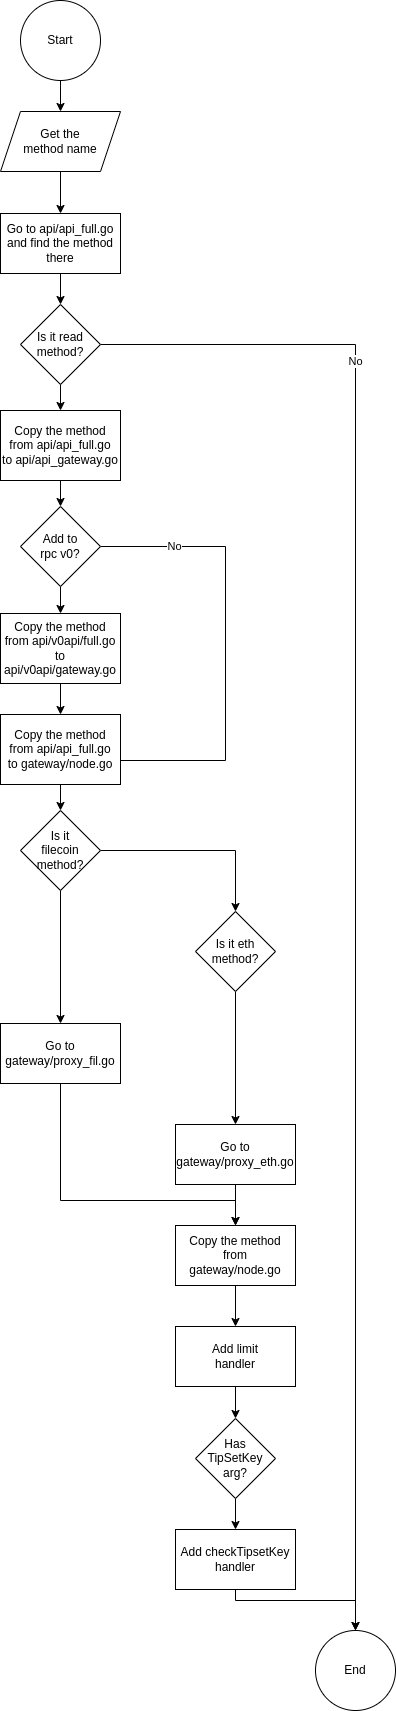 Start
Get the
method name
Go to api/api_full.go
and find the method
there
Is it read
method?
No
Copy the method
from api/api_full.go
to api/api_gateway.go
Add to
rpc v0?
No
Copy the method
from api/v0api/full.go
to
api/v0api/gateway.go
Copy the method
from api/api_full.go
to gateway/node.go
Is it
filecoin
method?
Is it eth
method?
Go to
gateway/proxy_fil.go
Go to
gateway/proxy_eth.go
Copy the method
from
gateway/node.go
Add limit
handler
Has
TipSetKey
arg?
Add checkTipsetKey
handler
End